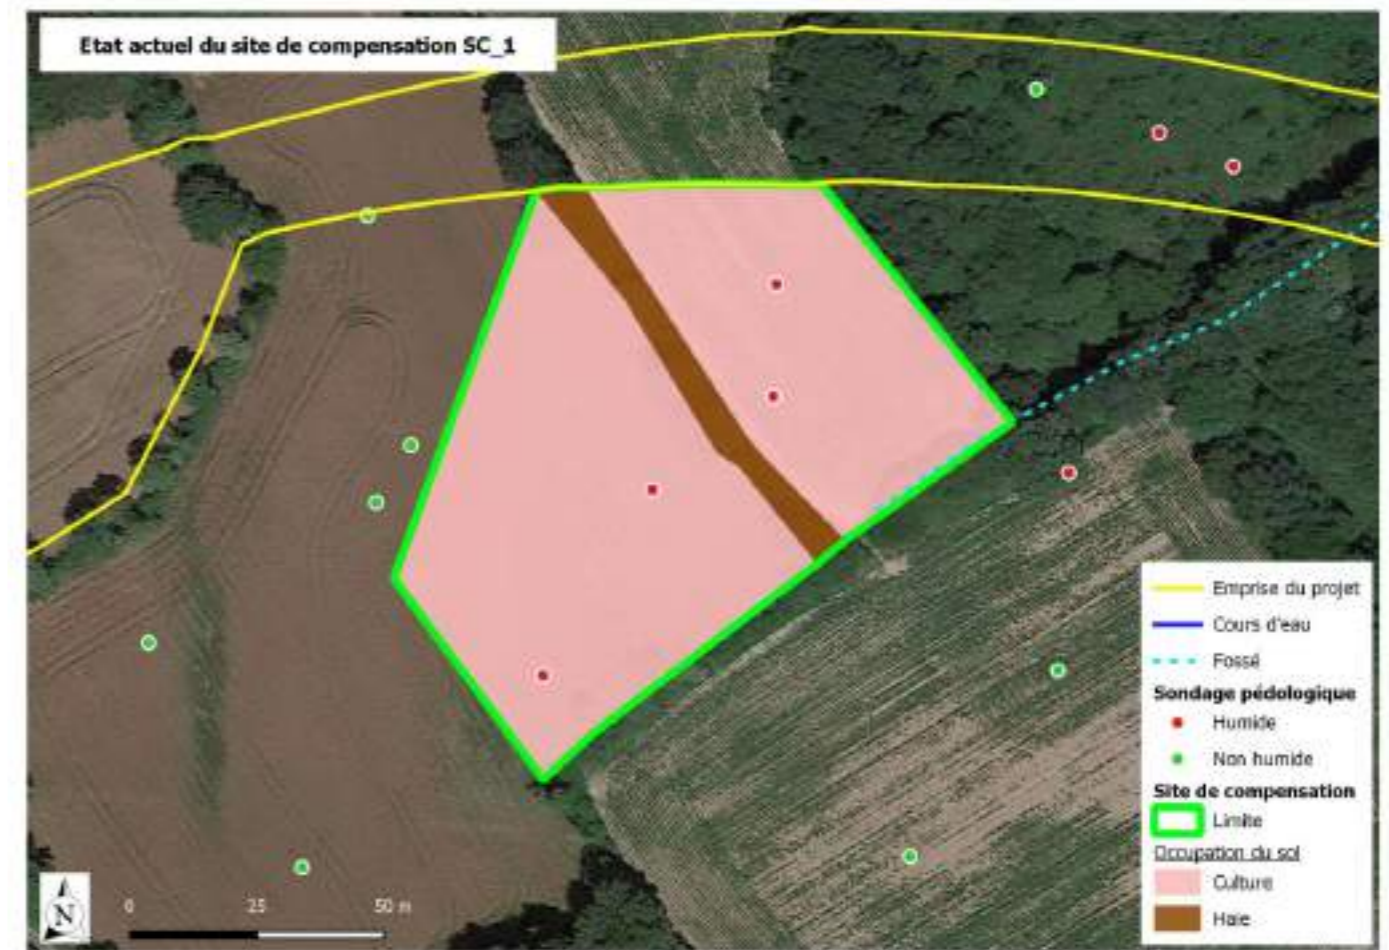 Etat actuel du site de compensation SC_1
Emprise du projet
Cours d'eau
Fossé
Sondage pédologique
Humide
Non humide
Site de compensation
Limite
Occupation du sol
Culture
Haie
N
0 25 50 m